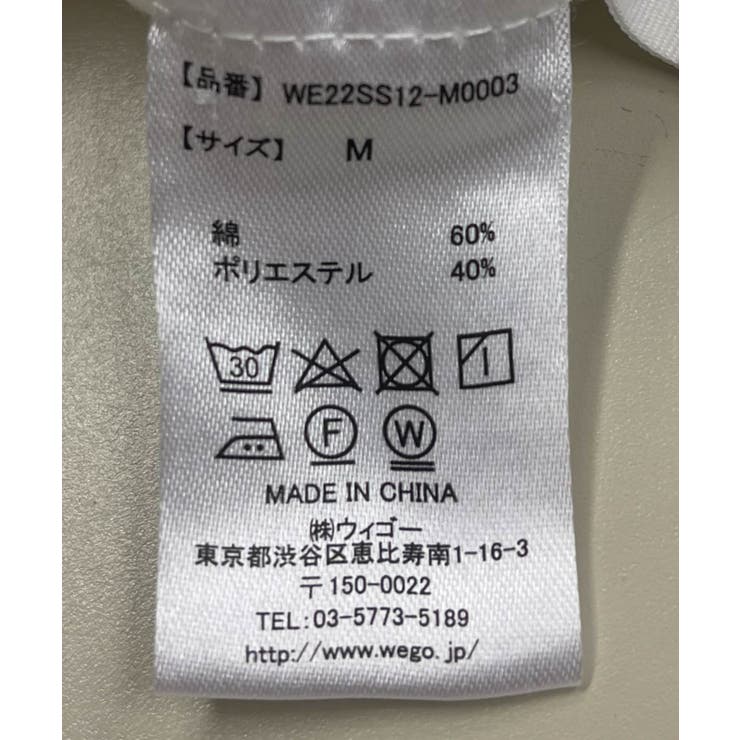 【品番】 WE22SS12-M0003
【サイズ】 M
綿 60%
ポリエステル 40%
30
F W
MADE IN CHINA
㈱ウィゴー
東京都渋谷区恵比寿南1-16-3
〒150-0022
TEL:03-5773-5189
http://www.wego.jp/